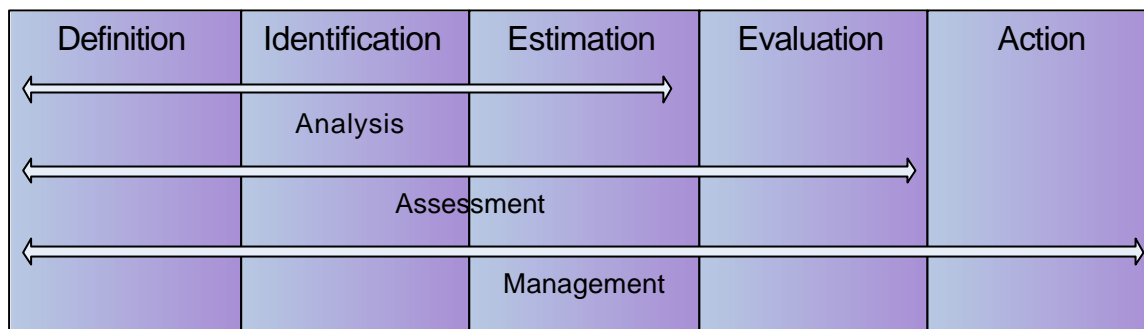 Definition Identification Estimation Evaluation Action
Analysis
Assessment
Management